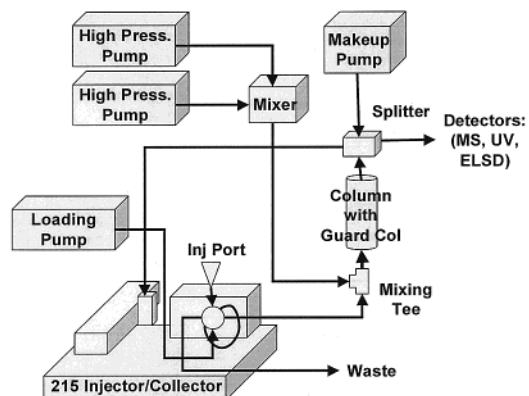 High Press.
Pump
High Press.
Pump
Mixer
Makeup
Pump
Splitter
Detectors:
(MS, UV,
ELSD)
Column
with
Guard Col
Loading
Pump
Inj Port
Mixing
Tee
Waste
215 Injector/Collector